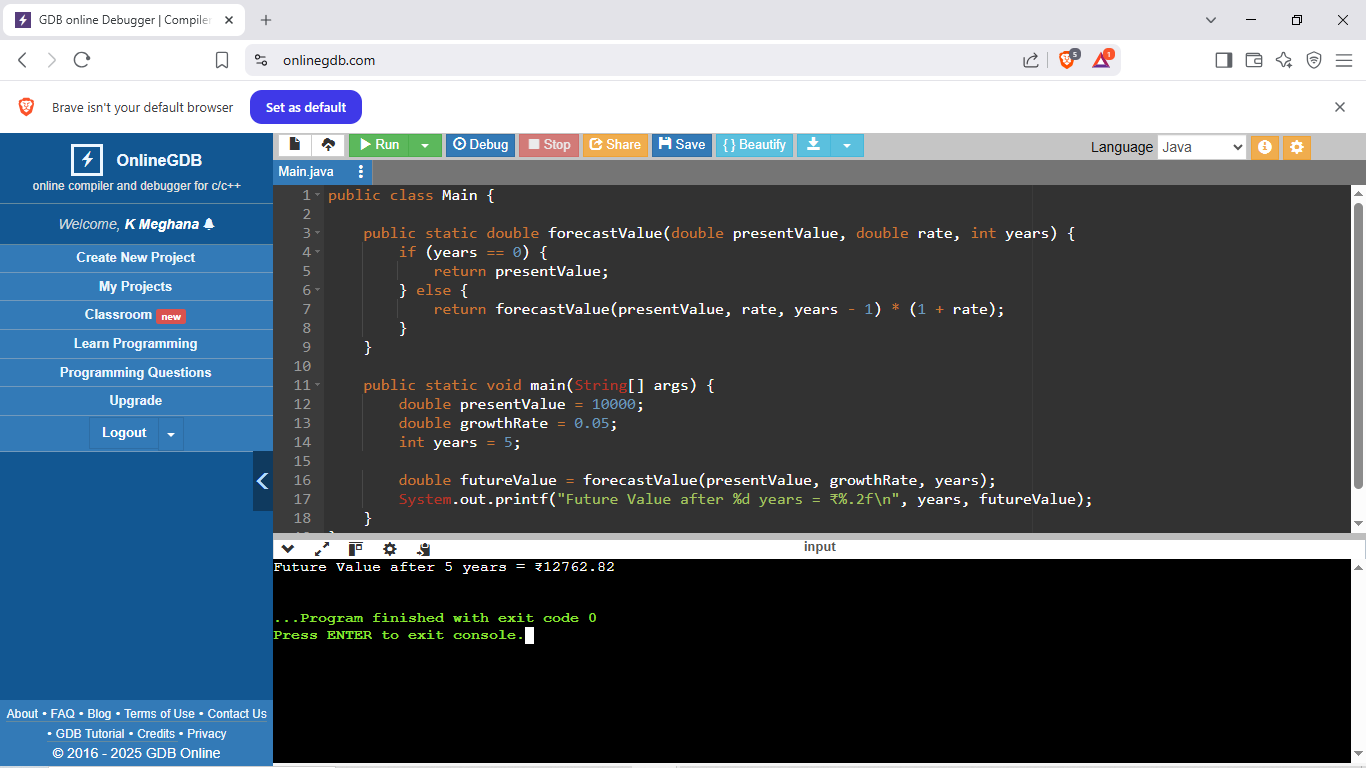 GDB online Debugger | Compiler
onlinegdb.com
5
1
Brave isn't your default browser
Set as default
OnlineGDB
online compiler and debugger for c/c++
Welcome, K Meghana
Create New Project
My Projects
Classroom new
Learn Programming
Programming Questions
Upgrade
Logout
About • FAQ • Blog • Terms of Use • Contact Us
• GDB Tutorial • Credits • Privacy
© 2016 - 2025 GDB Online
Run Debug Stop Share Save { } Beautify
Language Java
Main.java
1 public class Main {
2
3     public static double forecastValue(double presentValue, double rate, int years) {
4         if (years == 0) {
5             return presentValue;
6         } else {
7             return forecastValue(presentValue, rate, years - 1) * (1 + rate);
8         }
9     }
10
11     public static void main(String[] args) {
12         double presentValue = 10000;
13         double growthRate = 0.05;
14         int years = 5;
15
16         double futureValue = forecastValue(presentValue, growthRate, years);
17         System.out.printf("Future Value after %d years = ₹%.2f\n", years, futureValue);
18     }
input
Future Value after 5 years = ₹12762.82
...Program finished with exit code 0
Press ENTER to exit console.